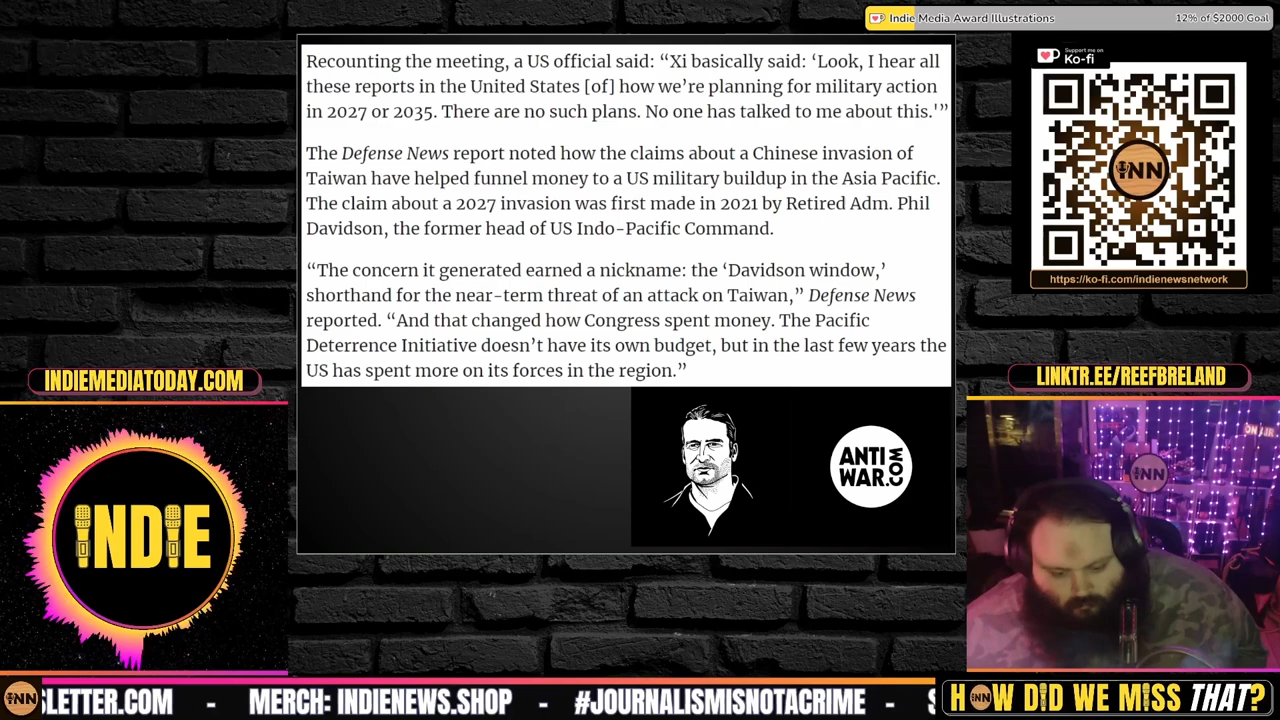 Indie Media Award Illustrations
12% of $2000 Goal
Recounting the meeting, a US official said: “Xi basically said: ‘Look, I hear all
these reports in the United States [of] how we’re planning for military action
in 2027 or 2035. There are no such plans. No one has talked to me about this.'”
The Defense News report noted how the claims about a Chinese invasion of
Taiwan have helped funnel money to a US military buildup in the Asia Pacific.
The claim about a 2027 invasion was first made in 2021 by Retired Adm. Phil
Davidson, the former head of US Indo-Pacific Command.
“The concern it generated earned a nickname: the ‘Davidson window,’
shorthand for the near-term threat of an attack on Taiwan,” Defense News
reported. “And that changed how Congress spent money. The Pacific
Deterrence Initiative doesn’t have its own budget, but in the last few years the
US has spent more on its forces in the region.”
Support me on
Ko-fi
INN
https://ko-fi.com/indienewsnetwork
INDIEMEDIATODAY.COM
LINKTR.EE/REEFBRELAND
INDIE
ANTI
WAR.COM
ON AIR
INN
INN
SLETTER.COM - MERCH: INDIENEWS.SHOP - #JOURNALISMISNOTACRIME - S
HOW DID WE MISS THAT?